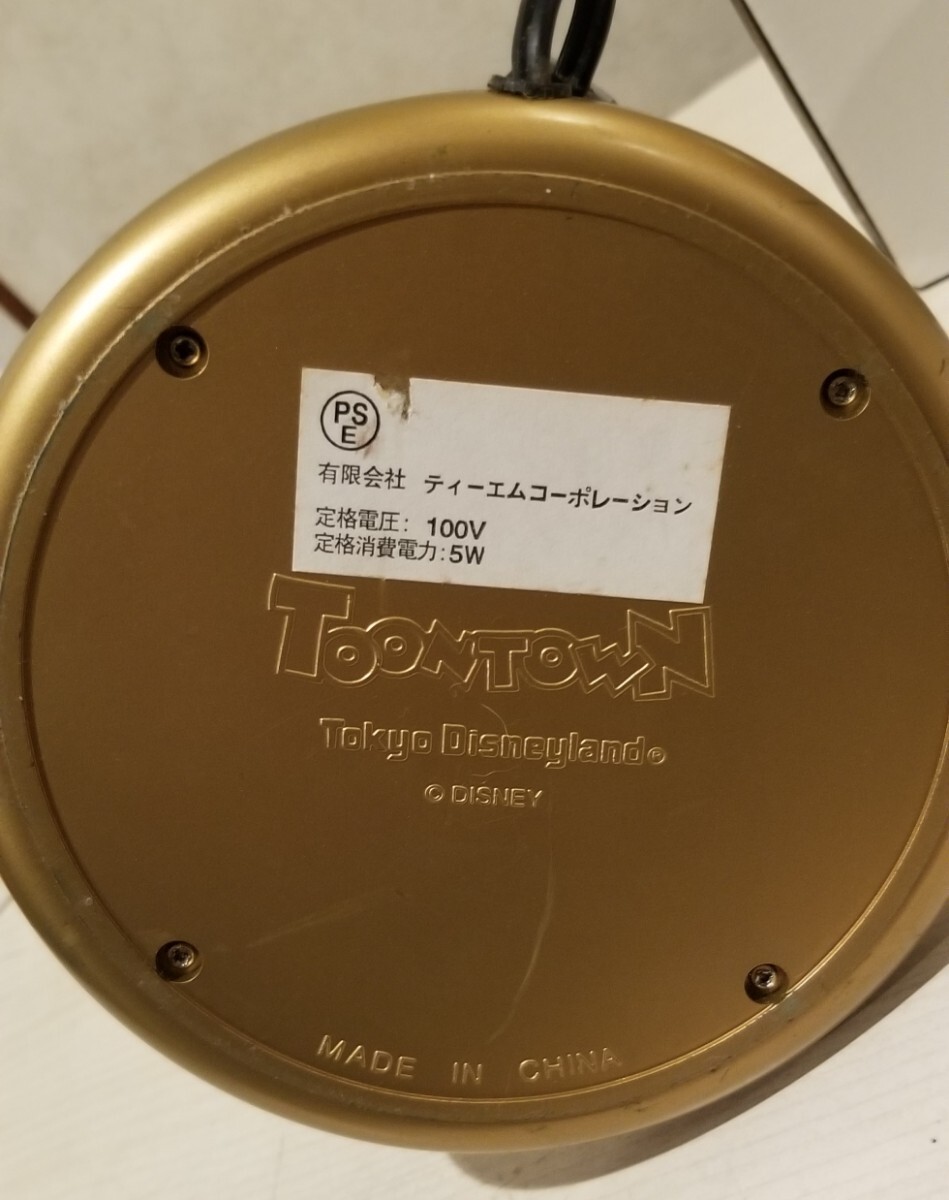 PS
E
有限会社 ティーエムコーポレーション
定格電圧: 100V
定格消費電力:5W
TOONTOWN
Tokyo Disneyland®
© DISNEY
MADE IN CHINA